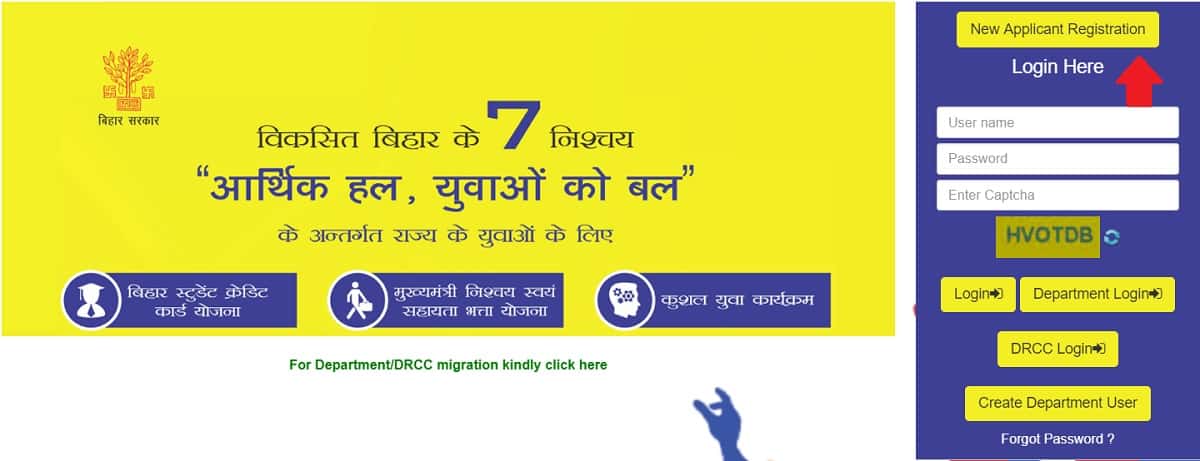 बिहार सरकार
विकसित बिहार के 7 निश्चय
“आर्थिक हल, युवाओं को बल”
के अन्तर्गत राज्य के युवाओं के लिए
बिहार स्टुडेंट क्रेडिट
कार्ड योजना
मुख्यमंत्री निश्चय स्वयं
सहायता भत्ता योजना
कुशल युवा कार्यक्रम
For Department/DRCC migration kindly click here
New Applicant Registration
Login Here
User name
Password
Enter Captcha
HVOTDB
Login
Department Login
DRCC Login
Create Department User
Forgot Password ?